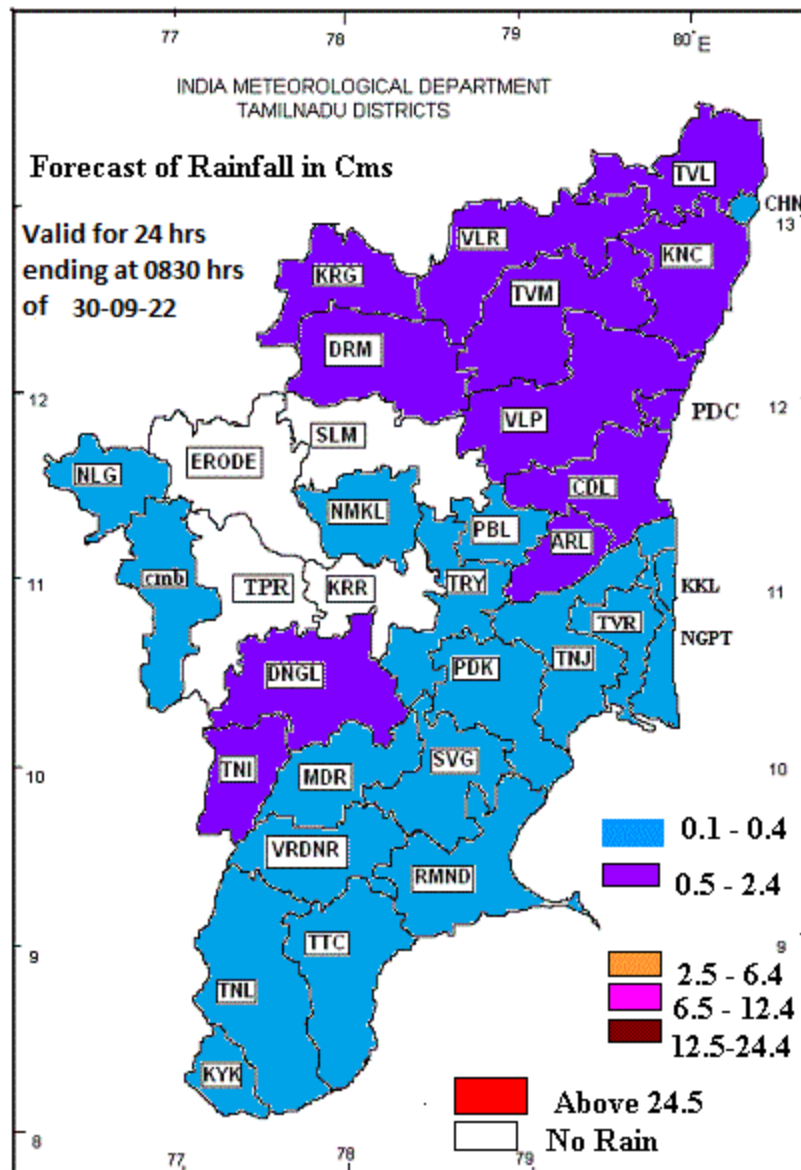 77 78 79 80° E
INDIA METEOROLOGICAL DEPARTMENT
TAMILNADU DISTRICTS
Forecast of Rainfall in Cms
TVL
CHN
13
Valid for 24 hrs
ending at 0830 hrs
of 30-09-22
VLR
KNC
KRG
TVM
DRM
12
12
PDC
VLP
SLM
ERODE
NLG
CDL
NMKL
PBL
ARL
11
cmb
TPR
KRR
TRY
KKL
11
TVR
NGPT
DNGL
PDK
TNJ
10
TNI
MDR
SVG
10
0.1 - 0.4
VRDNR
RMND
0.5 - 2.4
9
TTC
9
2.5 - 6.4
TNL
6.5 - 12.4
12.5-24.4
KYK
Above 24.5
8
No Rain
77 78 79